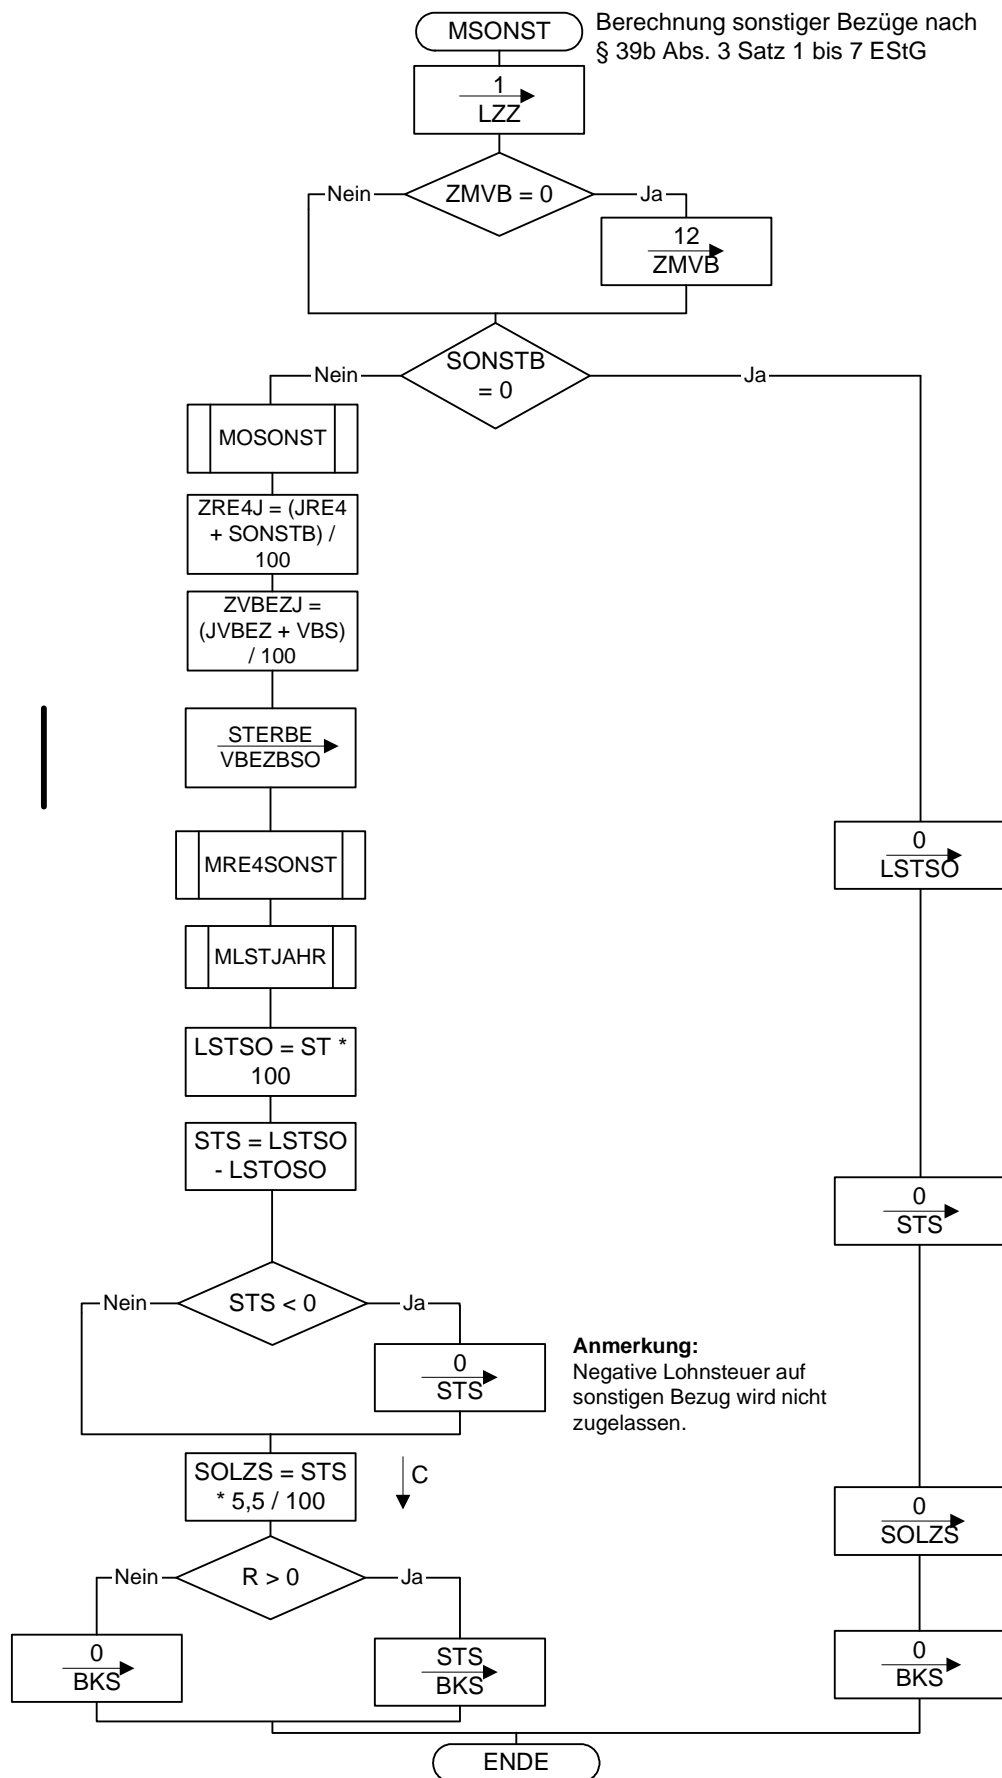 MSONST
Berechnung sonstiger Bezüge nach
§ 39b Abs. 3 Satz 1 bis 7 EStG
1
LZZ
Nein
ZMVB = 0
Ja
12
ZMVB
Nein
SONSTB
= 0
Ja
MOSONST
ZRE4J = (JRE4
+ SONSTB) /
100
ZVBEZJ =
(JVBEZ + VBS)
/ 100
STERBE
VBEZBSO
MRE4SONST
0
LSTSO
MLSTJAHR
LSTSO = ST *
100
STS = LSTSO
- LSTOSO
0
STS
Nein
STS < 0
Ja
0
STS
Anmerkung:
Negative Lohnsteuer auf
sonstigen Bezug wird nicht
zugelassen.
SOLZS = STS
* 5,5 / 100
C
0
SOLZS
Nein
R > 0
Ja
0
BKS
STS
BKS
0
BKS
ENDE